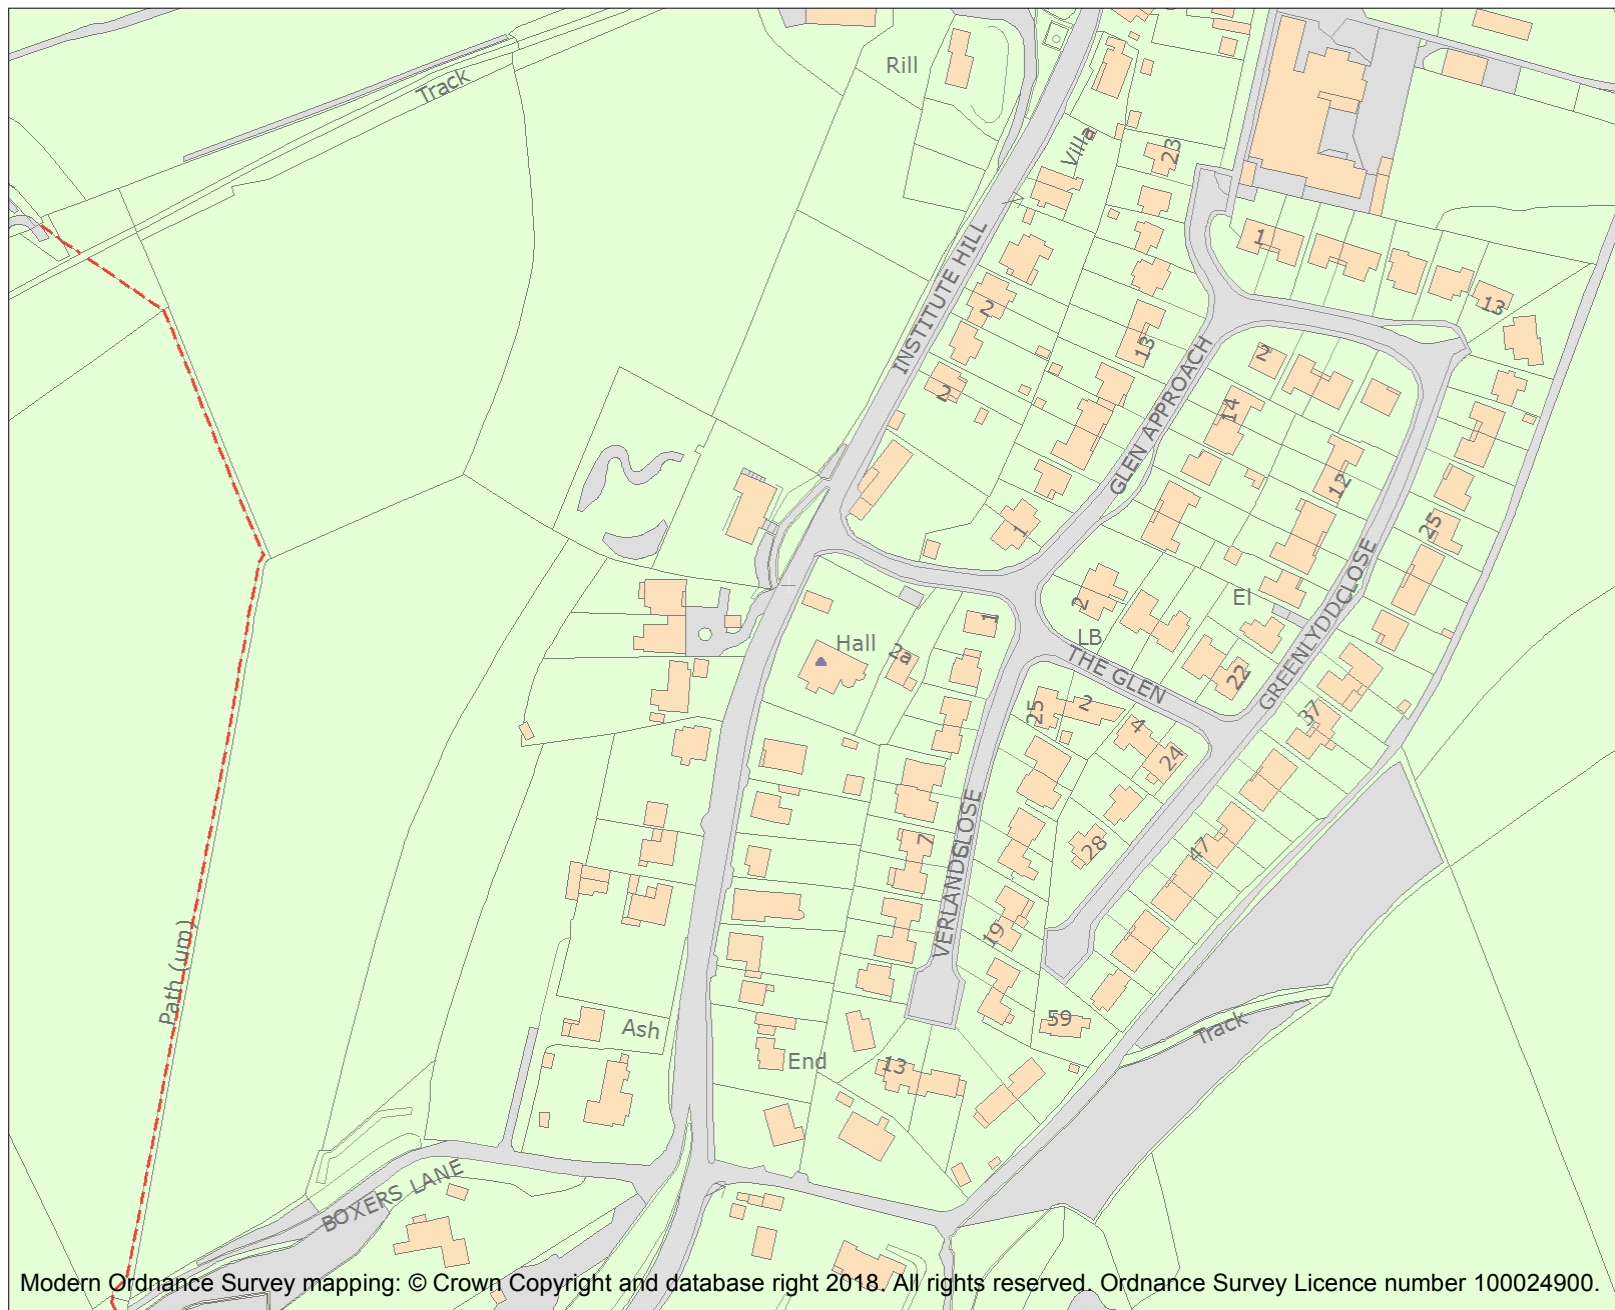 Track
Rill
Villa
23
1
13
INSTITUTE HILL
2
2
13
GLEN APPROACH
2
14
12
25
1
2
El
LB
Hall
2a
1
THE GLEN
22
GREENLYDDCLOSE
25
2
4
24
37
7
VERLANDS
CLOSE
28
47
19
Path (um)
Ash
59
End
13
Track
BOXERS LANE
Modern Ordnance Survey mapping: © Crown Copyright and database right 2018. All rights reserved. Ordnance Survey Licence number 100024900.